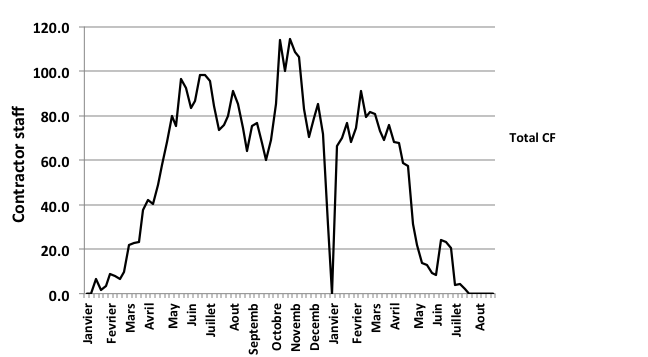 120.0
100.0
80.0
60.0
40.0
20.0
0.0
Contractor staff
Total CF
Janvier
Fevrier
Mars
Avril
May
Juin
Juillet
Aout
Septemb
Octobre
Novemb
Decemb
Janvier
Fevrier
Mars
Avril
May
Juin
Juillet
Aout